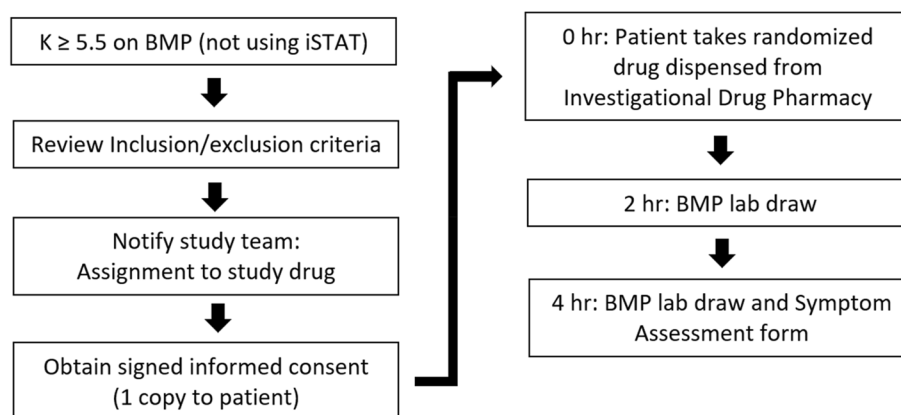 K ≥ 5.5 on BMP (not using iSTAT)
Review Inclusion/exclusion criteria
Notify study team:
Assignment to study drug
Obtain signed informed consent
(1 copy to patient)
0 hr: Patient takes randomized
drug dispensed from
Investigational Drug Pharmacy
2 hr: BMP lab draw
4 hr: BMP lab draw and Symptom
Assessment form